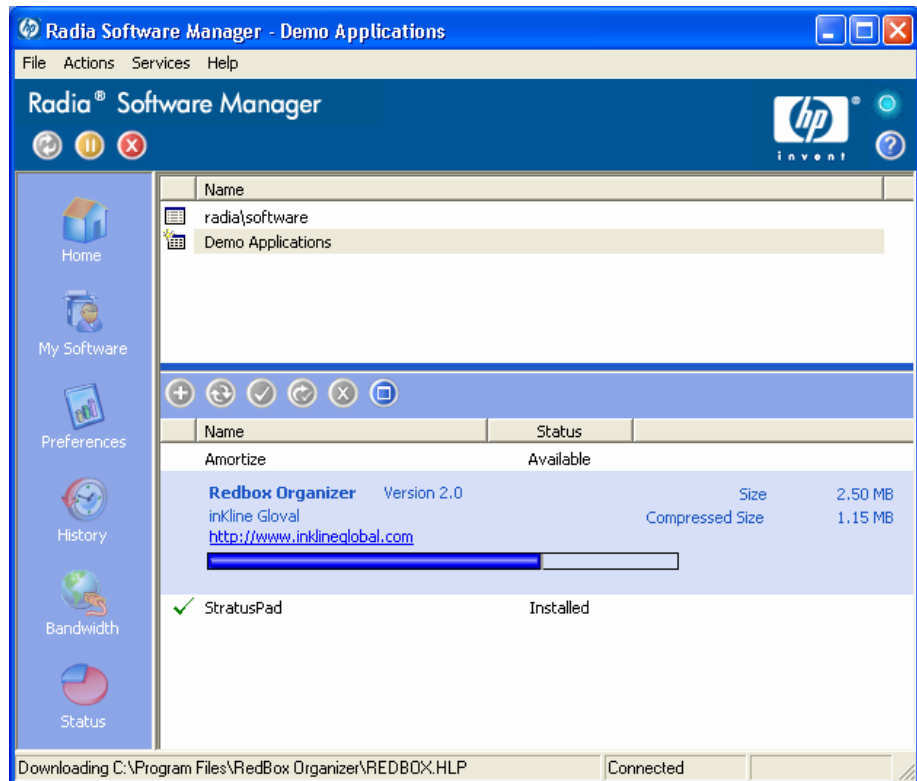 Radia Software Manager - Demo Applications
File Actions Services Help
Radia® Software Manager
hp ®
invent
Name
radia\software
Demo Applications
Home
My Software
Preferences
History
Bandwidth
Status
Name Status
Amortize Available
Redbox Organizer Version 2.0 Size 2.50 MB
inKline Gloval Compressed Size 1.15 MB
http://www.inklineglobal.com
StratusPad Installed
Downloading C:\Program Files\RedBox Organizer\REDBOX.HLP Connected